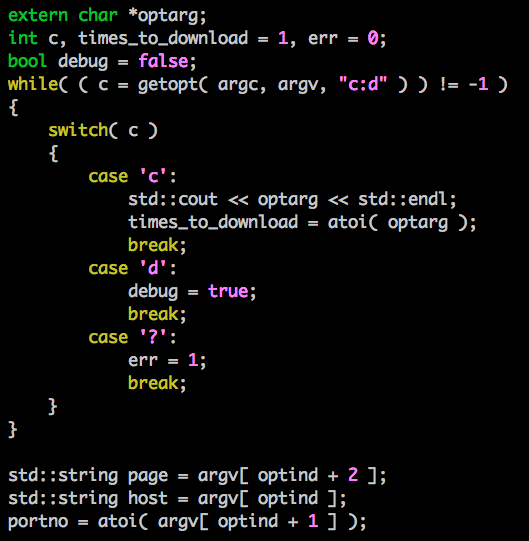 extern char *optarg;
int c, times_to_download = 1, err = 0;
bool debug = false;
while( ( c = getopt( argc, argv, "c:d" ) ) != -1 )
{
    switch( c )
    {
        case 'c':
            std::cout << optarg << std::endl;
            times_to_download = atoi( optarg );
            break;
        case 'd':
            debug = true;
            break;
        case '?':
            err = 1;
            break;
    }
}

std::string page = argv[ optind + 2 ];
std::string host = argv[ optind ];
portno = atoi( argv[ optind + 1 ] );